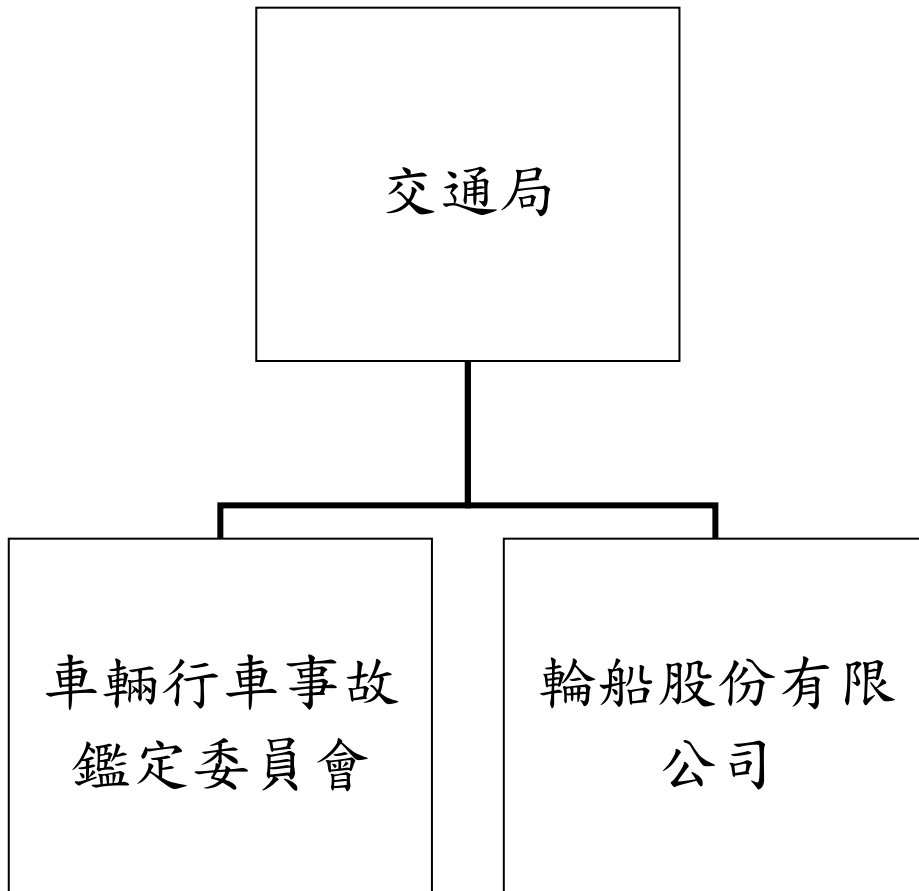 交通局
車輛行車事故
鑑定委員會
輪船股份有限
公司